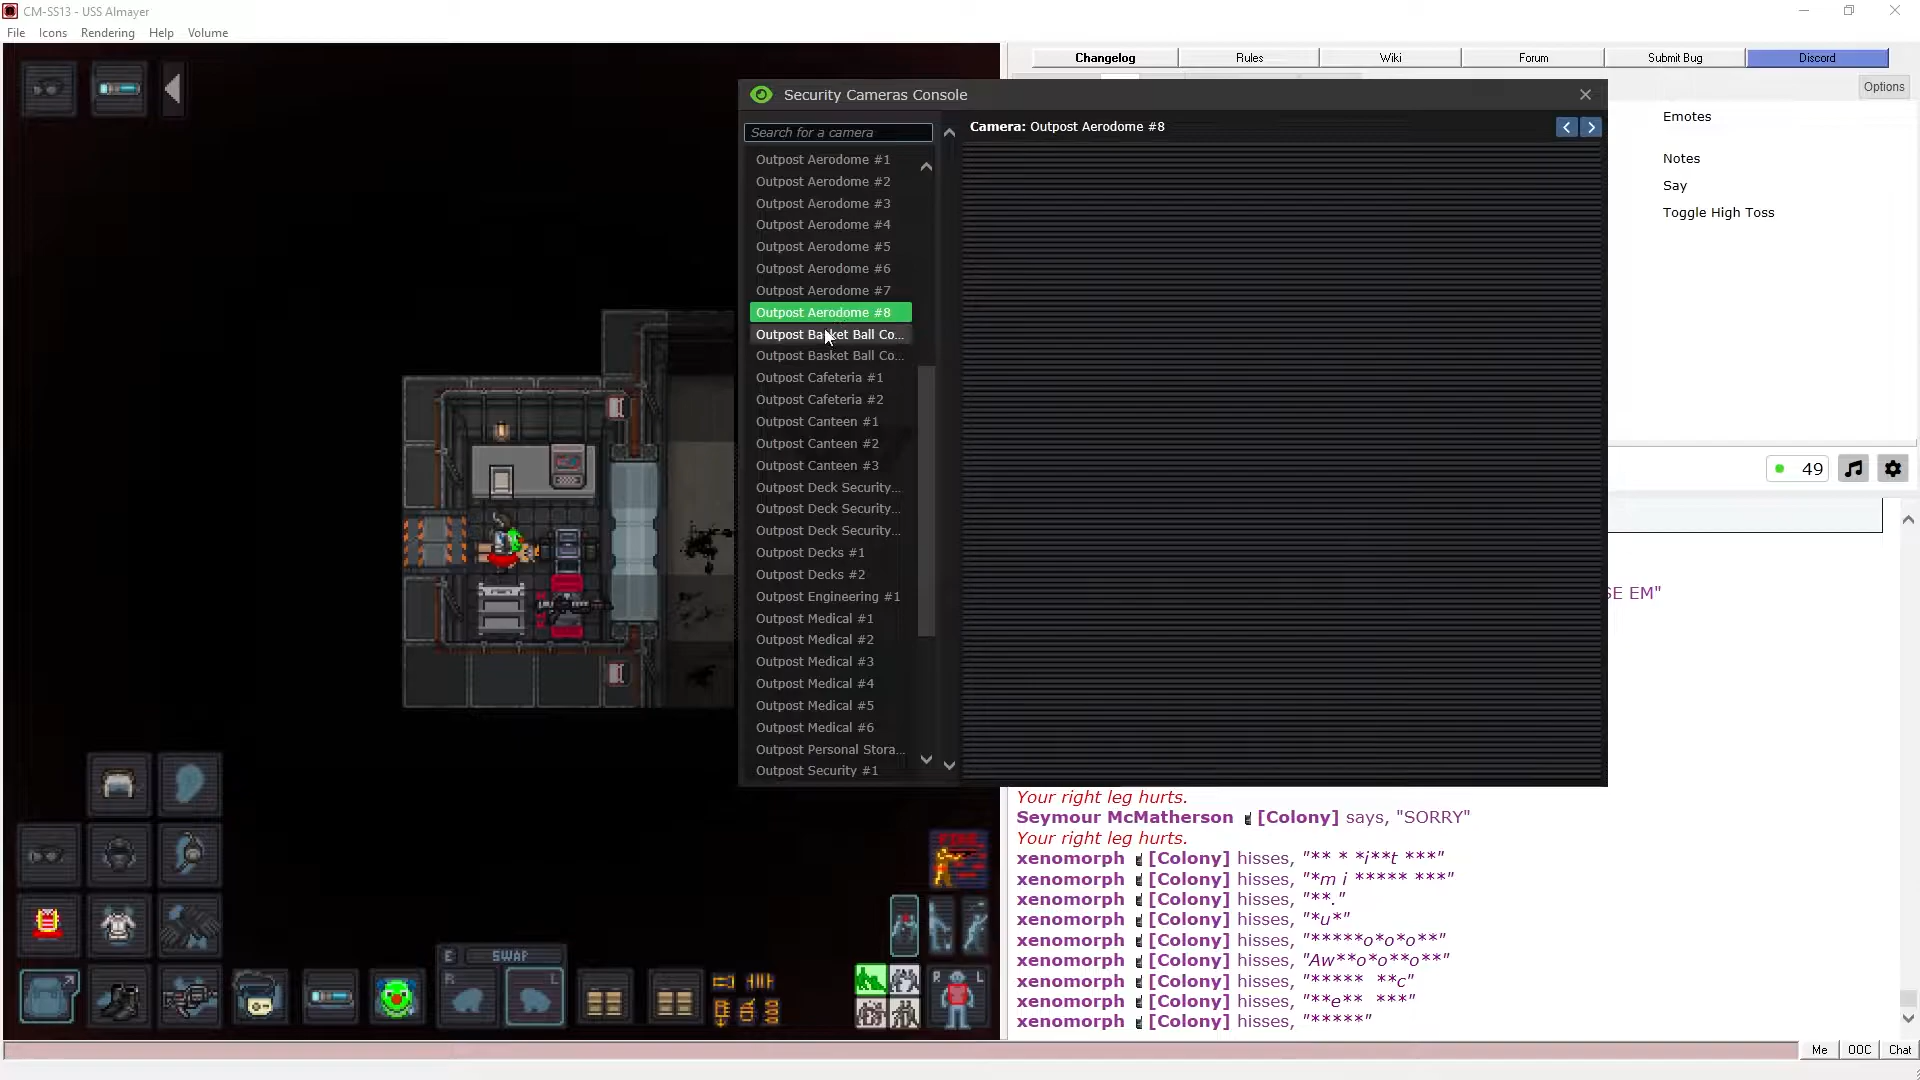 CM-SS13 - USS Almayer
File Icons Rendering Help Volume
Changelog Rules Wiki Forum Submit Bug Discord
Options
Emotes
Notes
Say
Toggle High Toss
Security Cameras Console
Search for a camera
Camera: Outpost Aerodome #8
Outpost Aerodome #1
Outpost Aerodome #2
Outpost Aerodome #3
Outpost Aerodome #4
Outpost Aerodome #5
Outpost Aerodome #6
Outpost Aerodome #7
Outpost Aerodome #8
Outpost Basket Ball Co...
Outpost Basket Ball Co...
Outpost Cafeteria #1
Outpost Cafeteria #2
Outpost Canteen #1
Outpost Canteen #2
Outpost Canteen #3
Outpost Deck Security...
Outpost Deck Security...
Outpost Deck Security...
Outpost Decks #1
Outpost Decks #2
Outpost Engineering #1
Outpost Medical #1
Outpost Medical #2
Outpost Medical #3
Outpost Medical #4
Outpost Medical #5
Outpost Medical #6
Outpost Personal Stora...
Outpost Security #1
49
SE EM"
Your right leg hurts.
Seymour McMatherson [Colony] says, "SORRY"
Your right leg hurts.
xenomorph [Colony] hisses, "** * *i**t ***"
xenomorph [Colony] hisses, "*m i ***** ***"
xenomorph [Colony] hisses, "**."
xenomorph [Colony] hisses, "*u*"
xenomorph [Colony] hisses, "*****o*o*o**"
xenomorph [Colony] hisses, "Aw**o*o**o**"
xenomorph [Colony] hisses, "***** **c"
xenomorph [Colony] hisses, "**e** ***"
xenomorph [Colony] hisses, "*****"
FIRE
E SWAP
R L
R L
Me OOC Chat